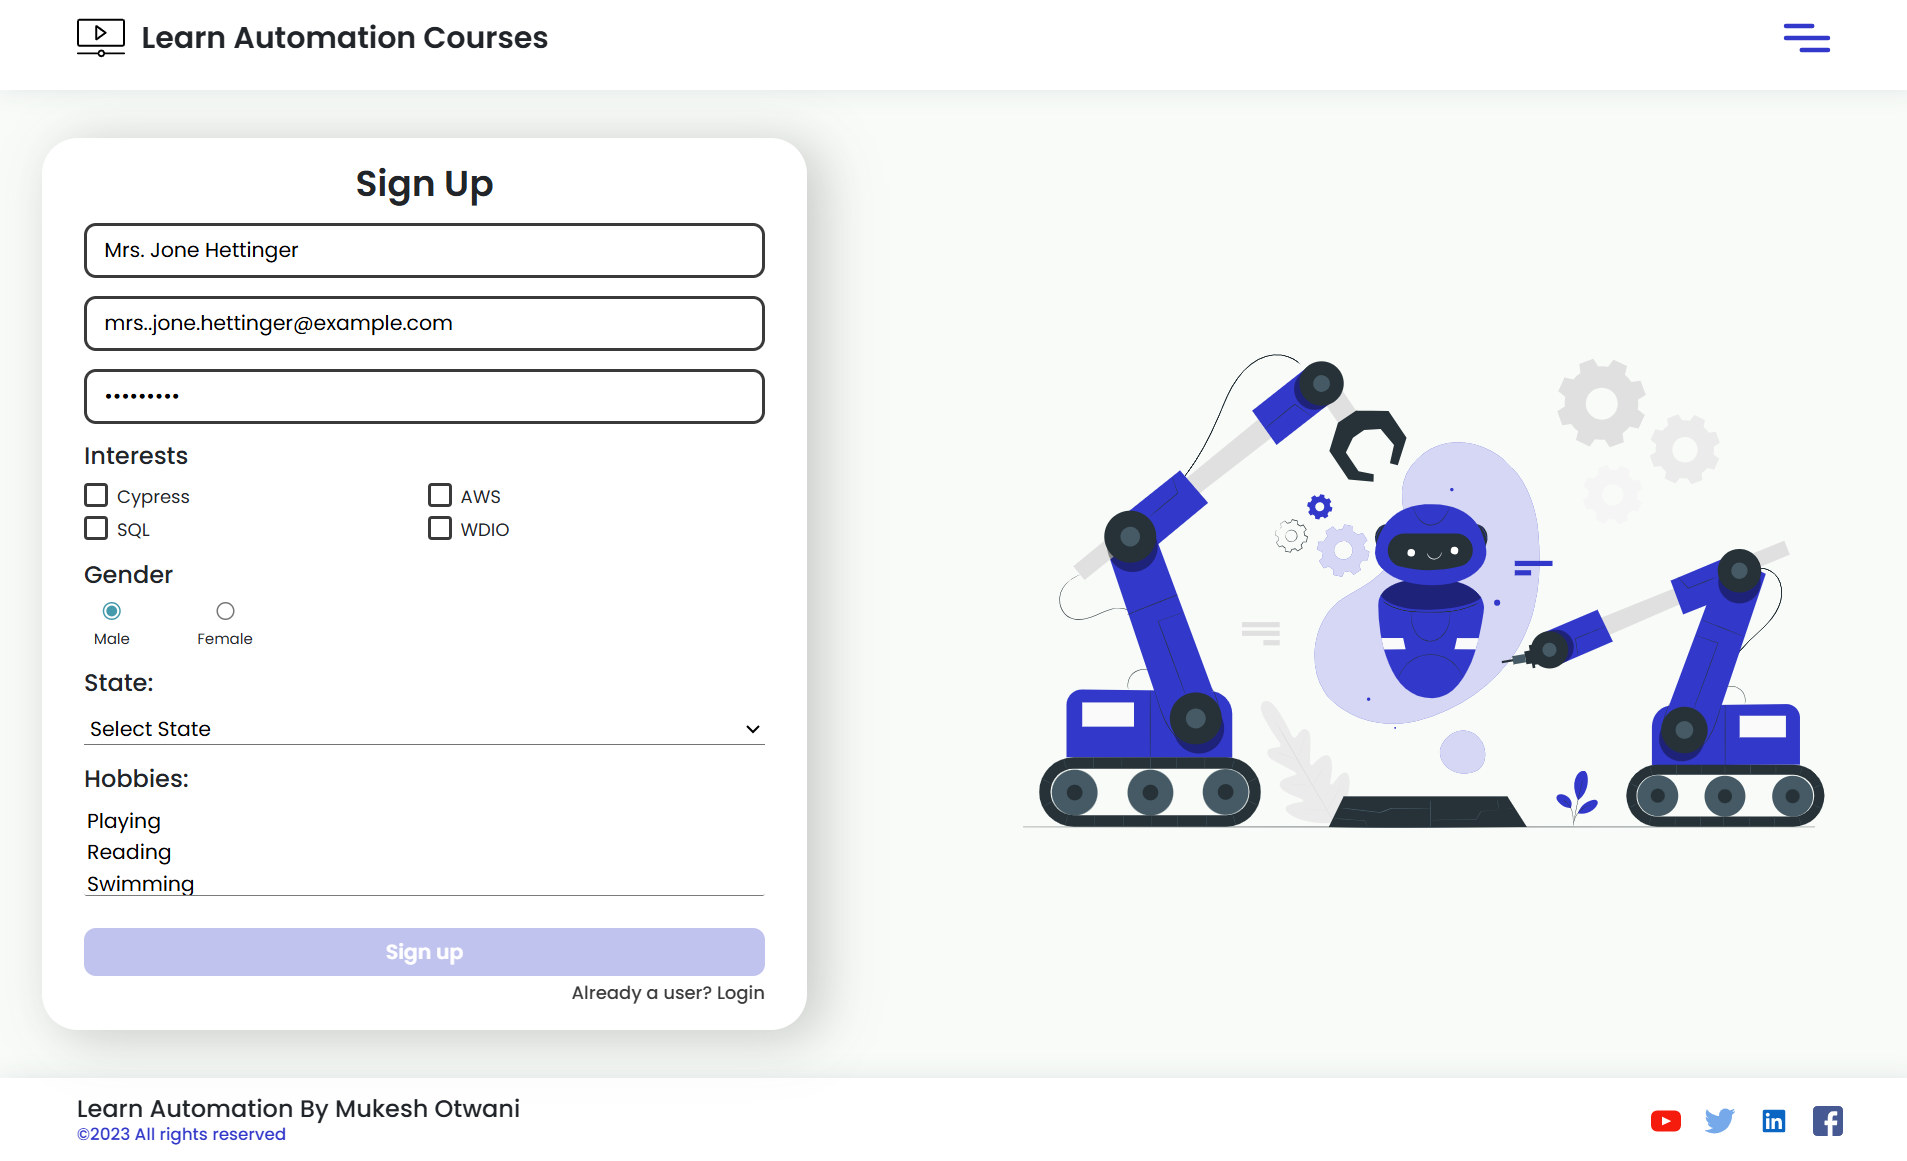 Learn Automation Courses
Sign Up
Mrs. Jone Hettinger
mrs..jone.hettinger@example.com
•••••••••
Interests
Cypress
AWS
SQL
WDIO
Gender
Male
Female
State:
Select State
Hobbies:
Playing
Reading
Swimming
Sign up
Already a user? Login
Learn Automation By Mukesh Otwani
©2023 All rights reserved